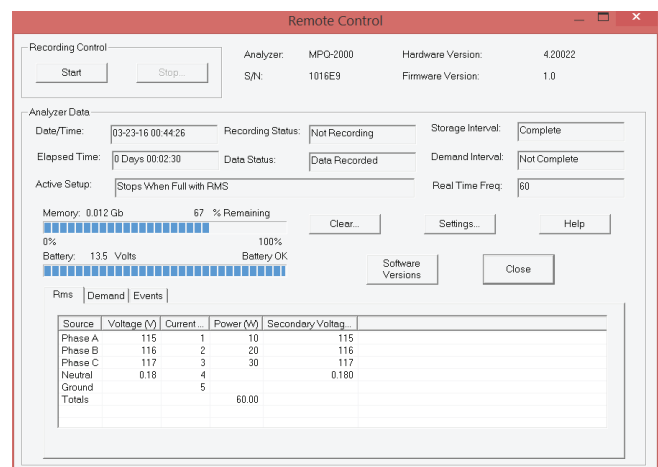 Remote Control
Recording Control
Start Stop...
Analyzer: MPQ-2000 Hardware Version: 4.20022
S/N: 1016E9 Firmware Version: 1.0
Analyzer Data
Date/Time: 03-23-16 00:44:26 Recording Status: Not Recording Storage Interval: Complete
Elapsed Time: 0 Days 00:02:30 Data Status: Data Recorded Demand Interval: Not Complete
Active Setup: Stops When Full with RMS Real Time Freq: 60
Memory: 0.012 Gb 67 % Remaining
Clear... Settings... Help
0% 100%
Battery: 13.5 Volts Battery OK
Software Versions Close
Rms Demand Events
Source Voltage (V) Current ... Power (W) Secondary Voltag...
Phase A 115 1 10 115
Phase B 116 2 20 116
Phase C 117 3 30 117
Neutral 0.18 4 0.180
Ground 5
Totals 60.00